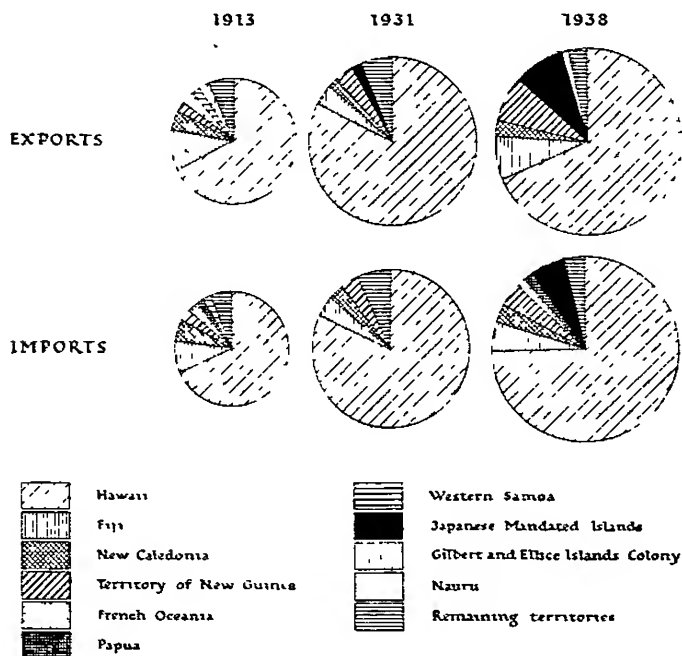 1913 1931 1938
EXPORTS
IMPORTS
Hawaii
Fiji
New Caledonia
Territory of New Guinea
French Oceania
Papua
Western Samoa
Japanese Mandated Islands
Gilbert and Ellice Islands Colony
Nauru
Remaining territories